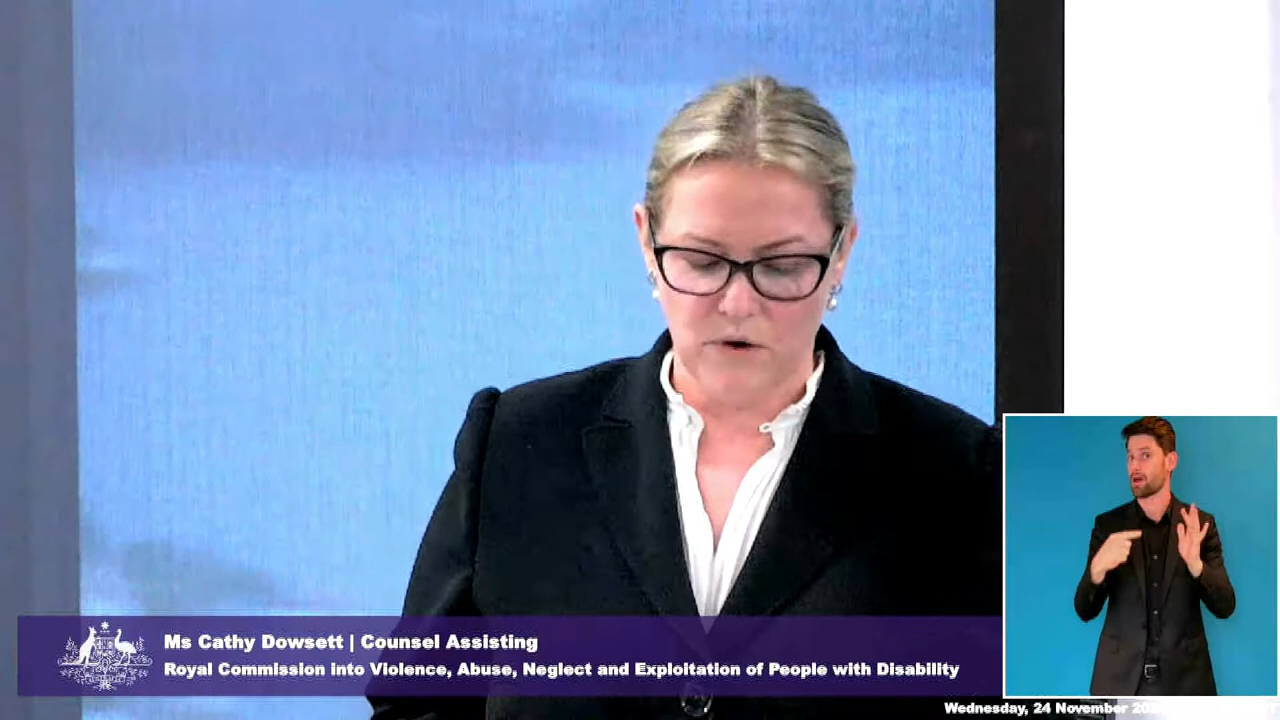 Ms Cathy Dowsett | Counsel Assisting
Royal Commission into Violence, Abuse, Neglect and Exploitation of People with Disability
Wednesday, 24 November